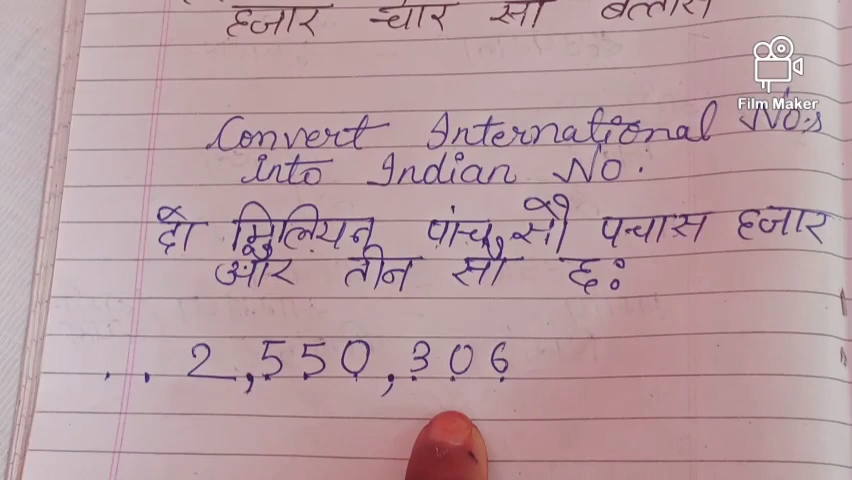 हजार चार सौ बत्तीस
Film Maker
Convert International No.s
into Indian No.
दो मिलियन पांच सौ पचास हजार
और तीन सौ छः
.. 2,550,306